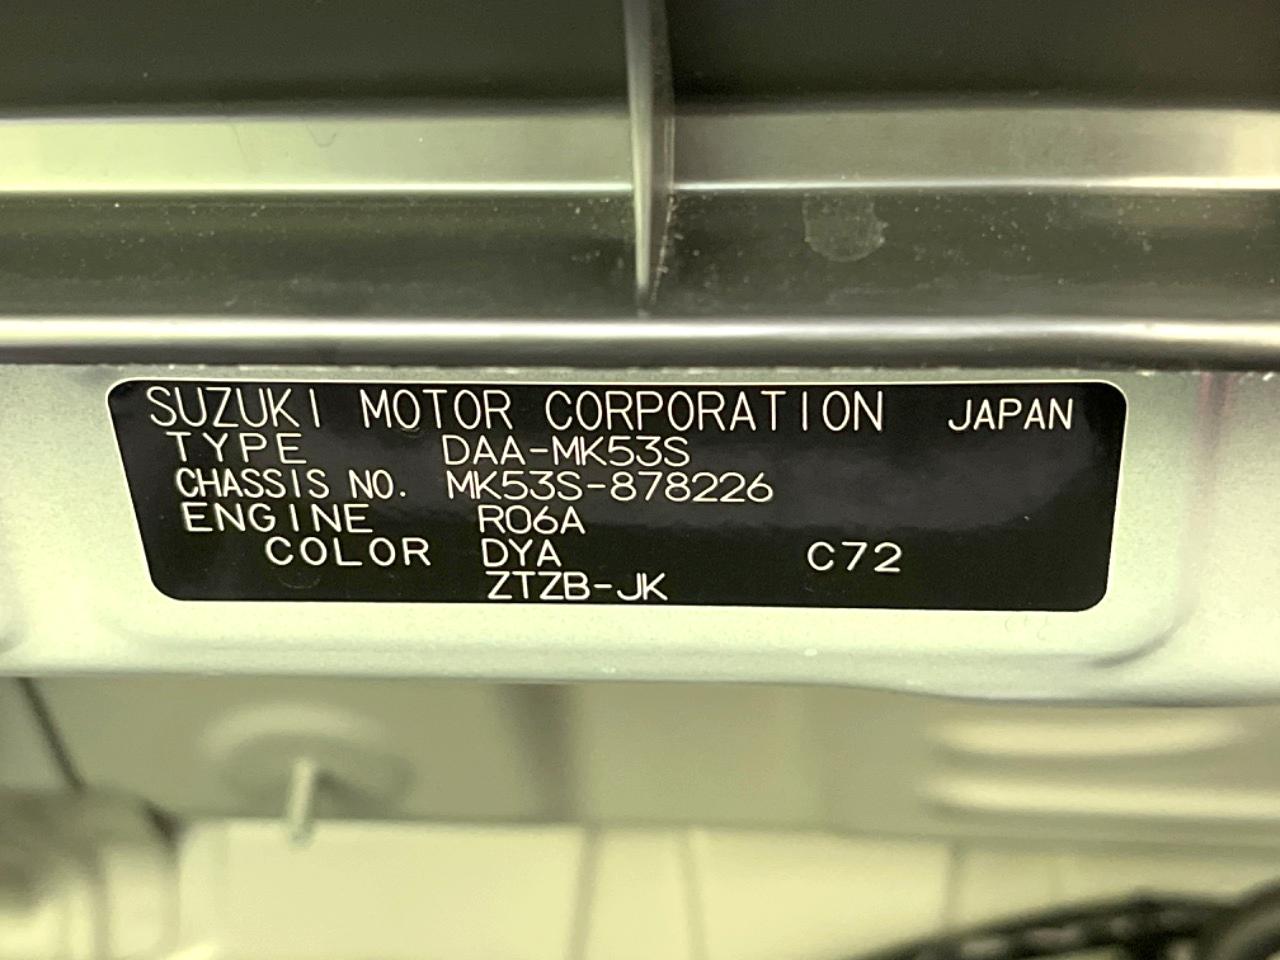 SUZUKI MOTOR CORPORATION JAPAN
TYPE DAA-MK53S
CHASSIS NO. MK53S-878226
ENGINE R06A
COLOR DYA C72
ZTZB-JK